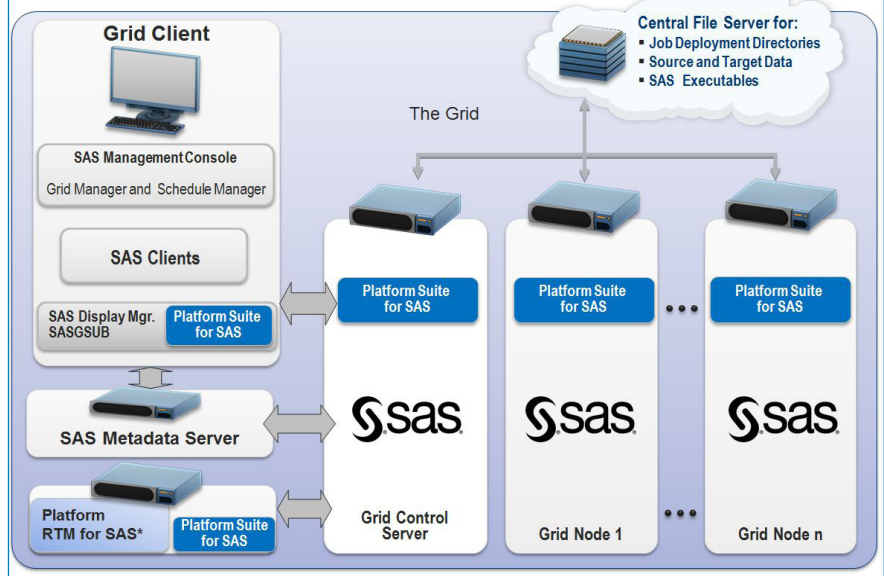 Grid Client
SAS Management Console
Grid Manager and Schedule Manager
SAS Clients
SAS Display Mgr.
SASGSUB
Platform Suite
for SAS
SAS Metadata Server
Platform
RTM for SAS*
Platform Suite
for SAS
The Grid
Central File Server for:
▪ Job Deployment Directories
▪ Source and Target Data
▪ SAS Executables
Platform Suite
for SAS
sas
Grid Control
Server
Platform Suite
for SAS
sas
Grid Node 1
Platform Suite
for SAS
sas
Grid Node n